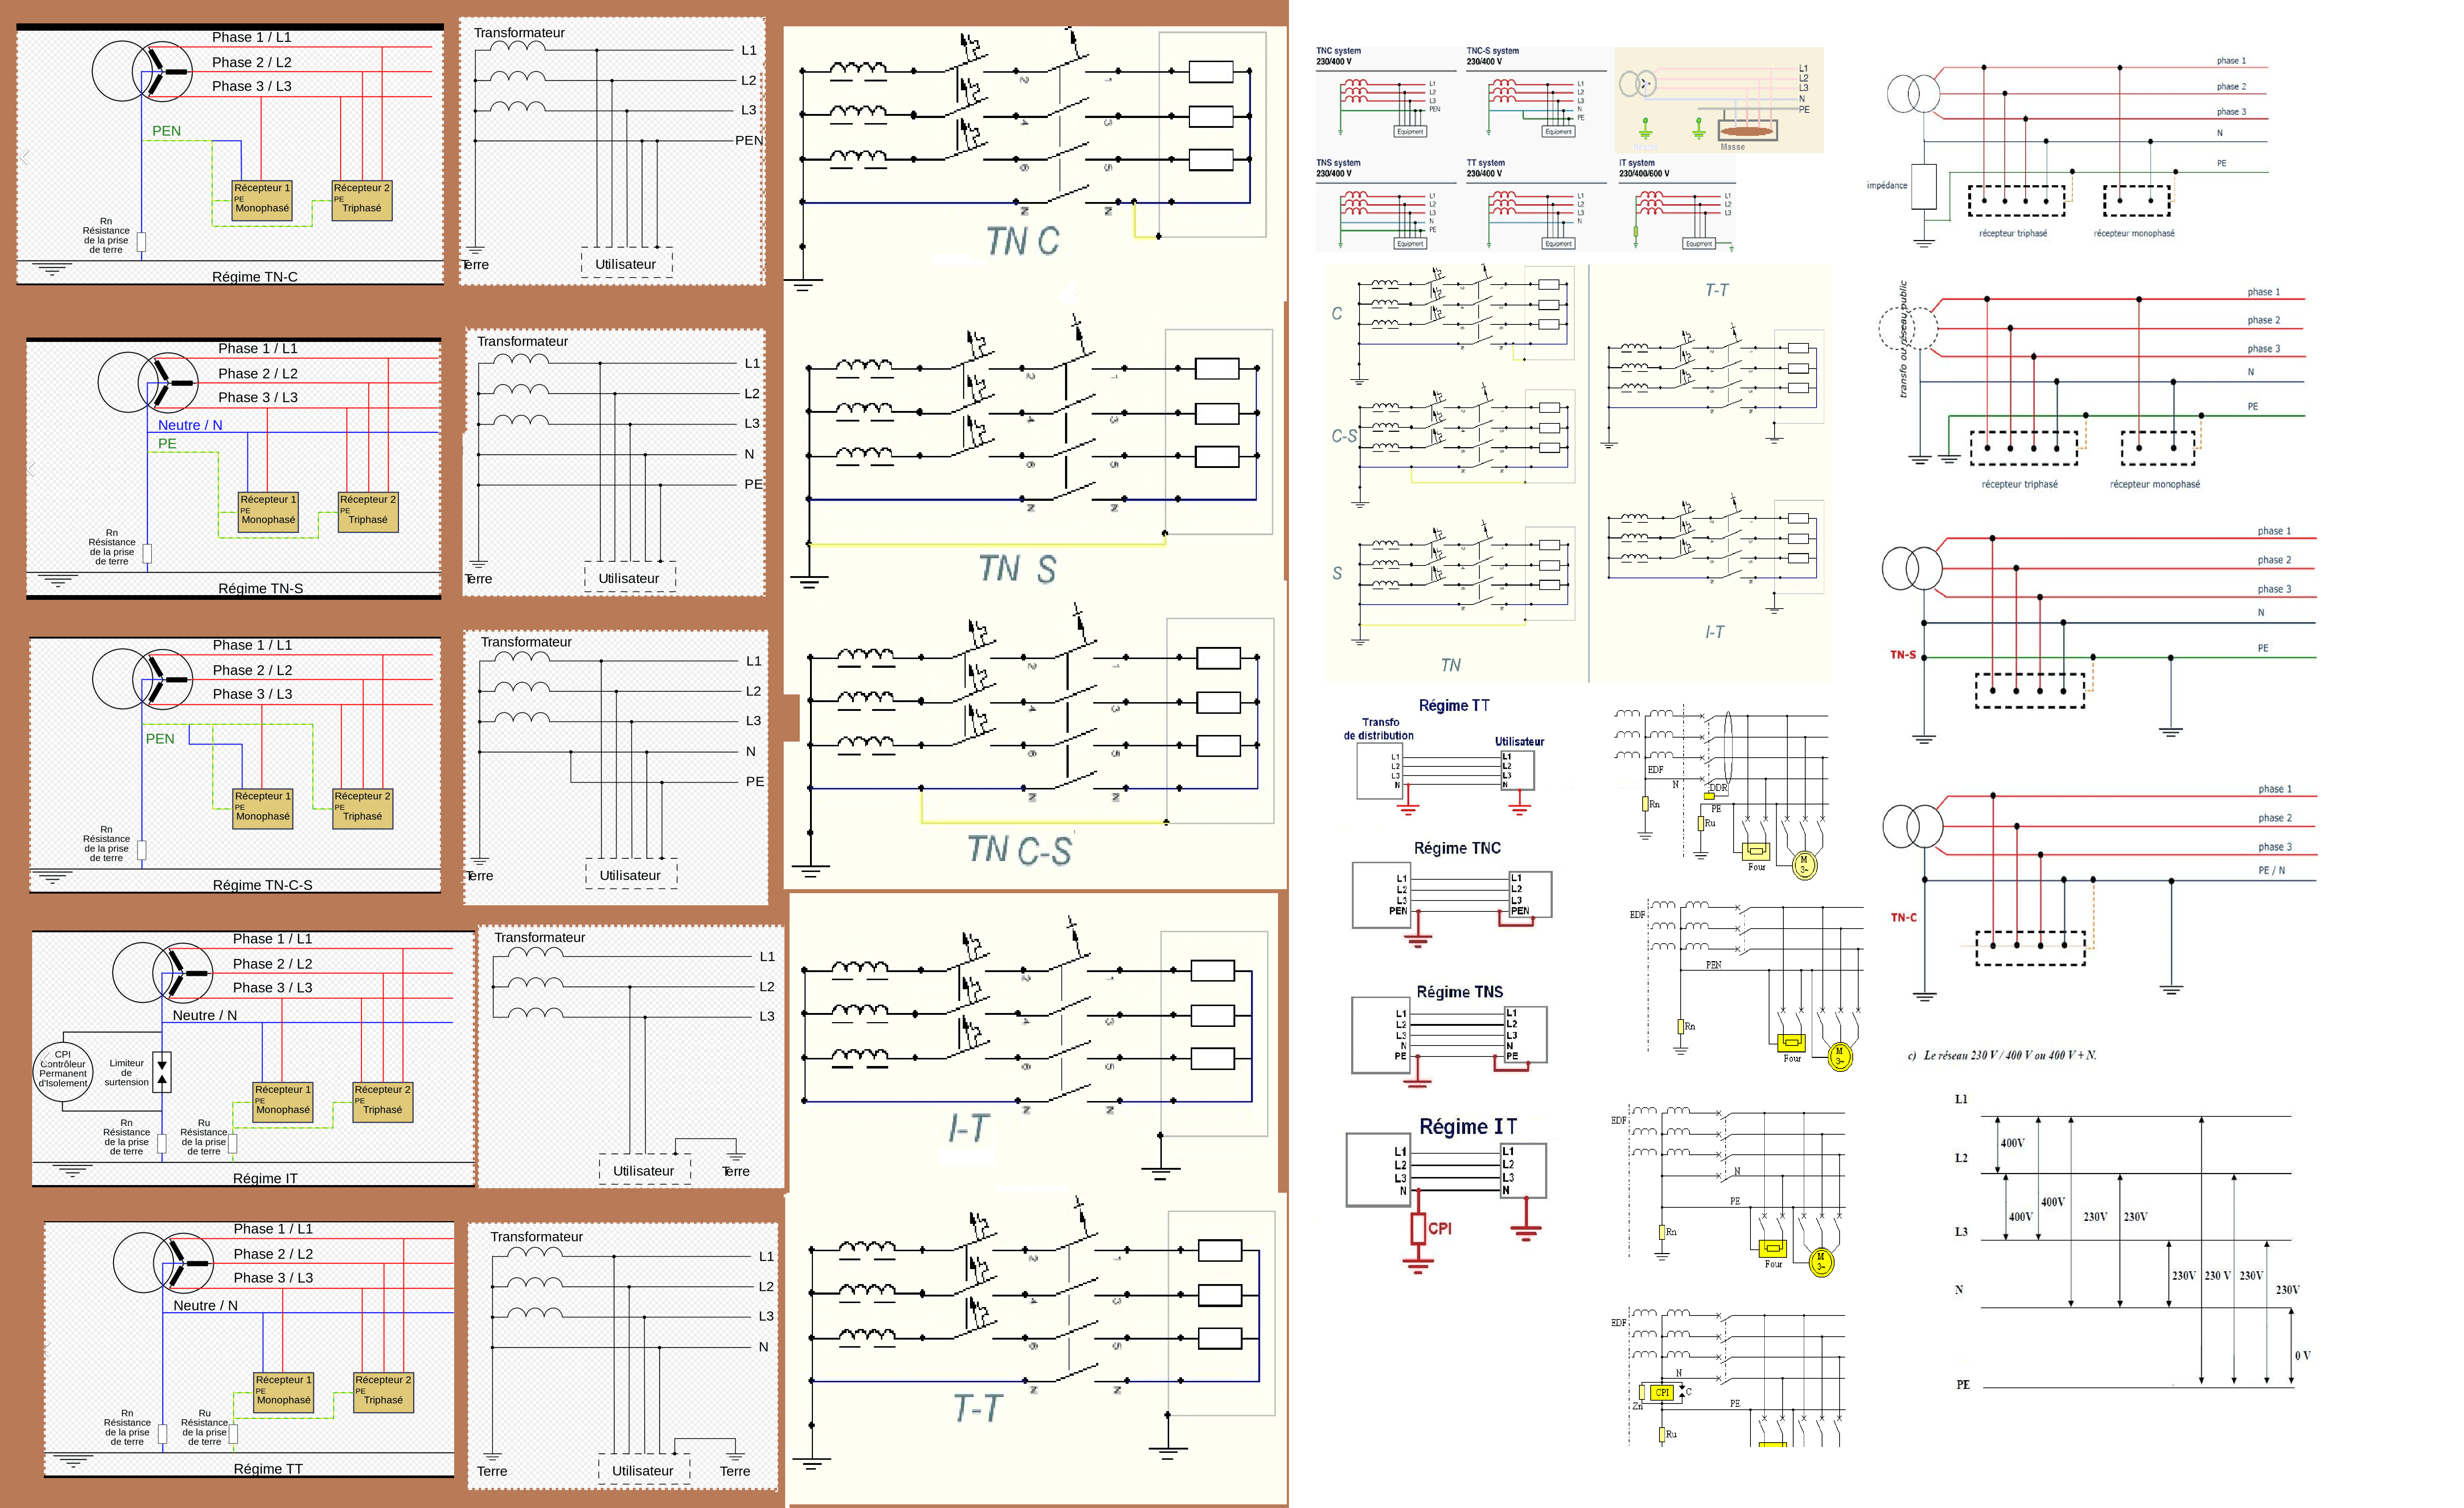 Phase 1 / L1
Phase 2 / L2
Phase 3 / L3
PEN
Récepteur 1
PE
Monophasé
Récepteur 2
PE
Triphasé
Rn
Résistance
de la prise
de terre
Régime TN-C
Transformateur
L1
L2
L3
PEN
Terre
Utilisateur
TN C
Phase 1 / L1
Phase 2 / L2
Phase 3 / L3
Neutre / N
PE
Récepteur 1
PE
Monophasé
Récepteur 2
PE
Triphasé
Rn
Résistance
de la prise
de terre
Régime TN-S
Transformateur
L1
L2
L3
N
PE
Terre
Utilisateur
TN S
Phase 1 / L1
Phase 2 / L2
Phase 3 / L3
PEN
Récepteur 1
PE
Monophasé
Récepteur 2
PE
Triphasé
Rn
Résistance
de la prise
de terre
Régime TN-C-S
Transformateur
L1
L2
L3
N
PE
Terre
Utilisateur
TN C-S
Phase 1 / L1
Phase 2 / L2
Phase 3 / L3
Neutre / N
CPI
Contrôleur
Permanent
d'Isolement
Limiteur
de
surtension
Récepteur 1
PE
Monophasé
Récepteur 2
PE
Triphasé
Rn
Résistance
de la prise
de terre
Ru
Résistance
de la prise
de terre
Régime IT
Transformateur
L1
L2
L3
Utilisateur
Terre
I-T
Phase 1 / L1
Phase 2 / L2
Phase 3 / L3
Neutre / N
Récepteur 1
PE
Monophasé
Récepteur 2
PE
Triphasé
Rn
Résistance
de la prise
de terre
Ru
Résistance
de la prise
de terre
Régime TT
Transformateur
L1
L2
L3
N
Terre
Utilisateur
Terre
T-T
TNC system
230/400 V
L1
L2
L3
PEN
Equipment
TNC-S system
230/400 V
L1
L2
L3
N
PE
Equipment
L1
L2
L3
N
PE
Masse
TNS system
230/400 V
L1
L2
L3
N
PE
Equipment
TT system
230/400 V
L1
L2
L3
N
Equipment
IT system
230/400/600 V
L1
L2
L3
Equipment
C
C-S
S
TN
T-T
I-T
Régime TT
Transfo
de distribution
Utilisateur
L1
L2
L3
N
L1
L2
L3
N
Régime TNC
L1
L2
L3
PEN
L1
L2
L3
PEN
Régime TNS
L1
L2
L3
N
PE
L1
L2
L3
N
PE
Régime IT
L1
L2
L3
N
L1
L2
L3
N
CPI
EDF
N
DDR
PE
Rn
Ru
Four
M
3~
EDF
PEN
Rn
Four
M
3~
EDF
N
PE
Rn
Four
M
3~
EDF
N
CPI
C
Zn
PE
Ru
phase 1
phase 2
phase 3
N
PE
impédance
récepteur triphasé
récepteur monophasé
transfo ou réseau public
phase 1
phase 2
phase 3
N
PE
récepteur triphasé
récepteur monophasé
phase 1
phase 2
phase 3
N
PE
TN-S
phase 1
phase 2
phase 3
PE / N
TN-C
c) Le réseau 230 V / 400 V ou 400 V + N.
L1
400V
L2
400V
400V
230V
230V
L3
230V
230 V
230V
230V
N
0 V
PE